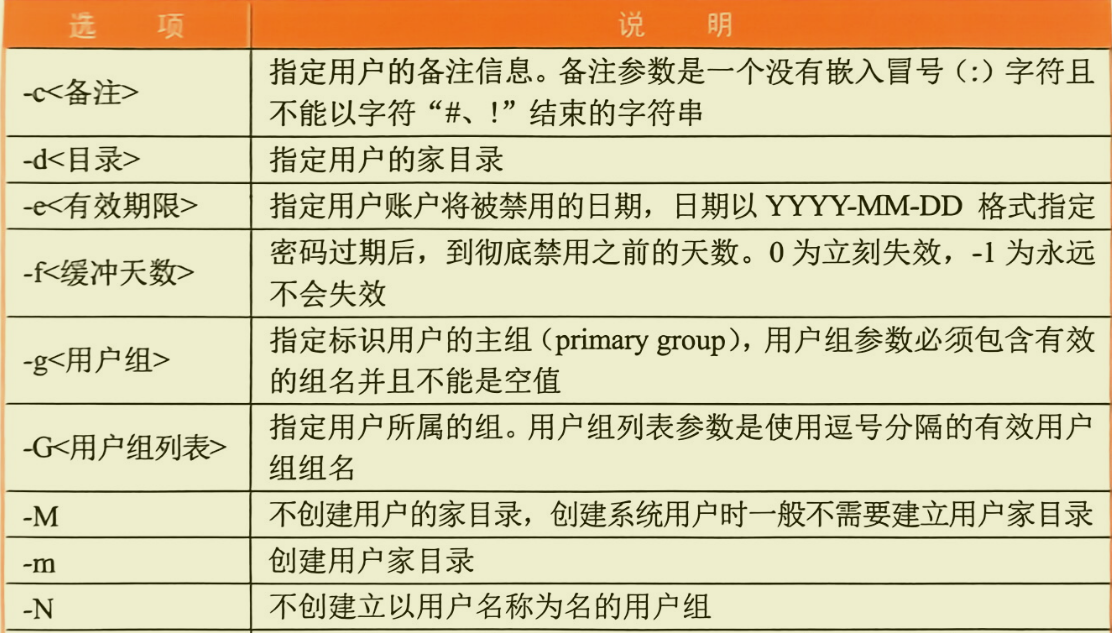 选 项 说 明
-c<备注> 指定用户的备注信息。备注参数是一个没有嵌入冒号（:）字符且
不能以字符“#、!”结束的字符串
-d<目录> 指定用户的家目录
-e<有效期限> 指定用户账户将被禁用的日期，日期以 YYYY-MM-DD 格式指定
-f<缓冲天数> 密码过期后，到彻底禁用之前的天数。0 为立刻失效，-1 为永远
不会失效
-g<用户组> 指定标识用户的主组（primary group），用户组参数必须包含有效
的组名并且不能是空值
-G<用户组列表> 指定用户所属的组。用户组列表参数是使用逗号分隔的有效用户
组组名
-M 不创建用户的家目录，创建系统用户时一般不需要建立用户家目录
-m 创建用户家目录
-N 不创建立以用户名称为名的用户组